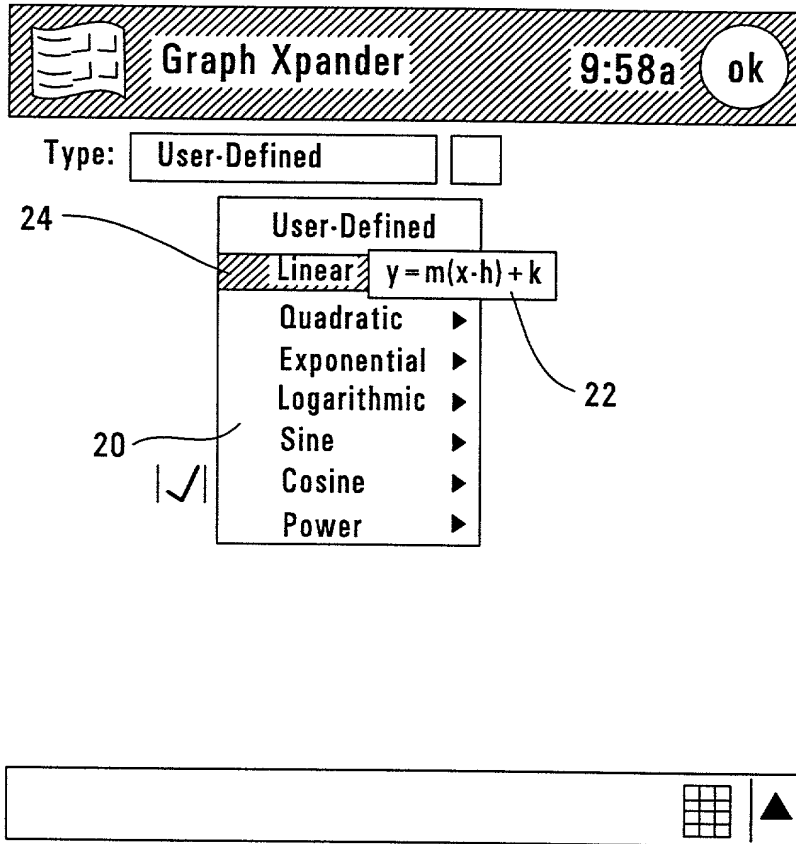 Graph Xpander 9:58a ok
Type: User-Defined
User-Defined
24
Linear y=m(x-h)+k
Quadratic
Exponential
Logarithmic
22
20
Sine
Cosine
Power